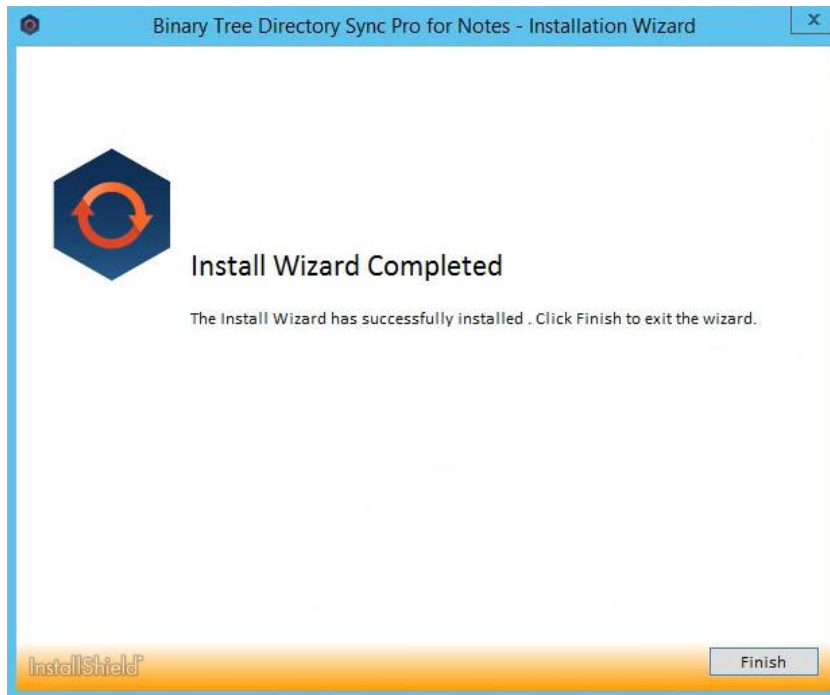 Binary Tree Directory Sync Pro for Notes - Installation Wizard
x
Install Wizard Completed
The Install Wizard has successfully installed . Click Finish to exit the wizard.
InstallShield
Finish